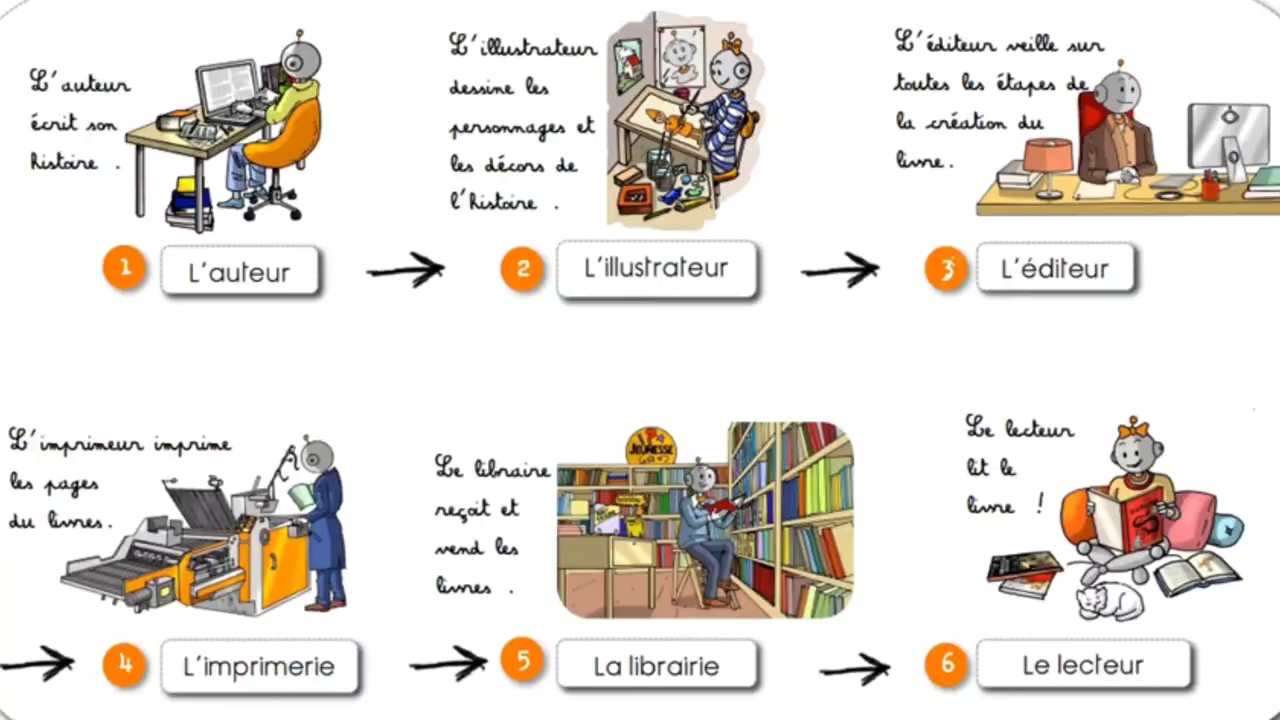 L'auteur
écrit son
histoire .
1 L'auteur
L'illustrateur
dessine les
personnages et
les décors de
l'histoire .
2 L'illustrateur
L'éditeur veille sur
toutes les étapes de
la création du
livre .
3 L'éditeur
L'imprimeur imprime
les pages
du livres .
4 L'imprimerie
Le libraire
reçoit et
vend les
livres .
JEUNESSE
5 La librairie
Le lecteur
lit le
livre !
6 Le lecteur